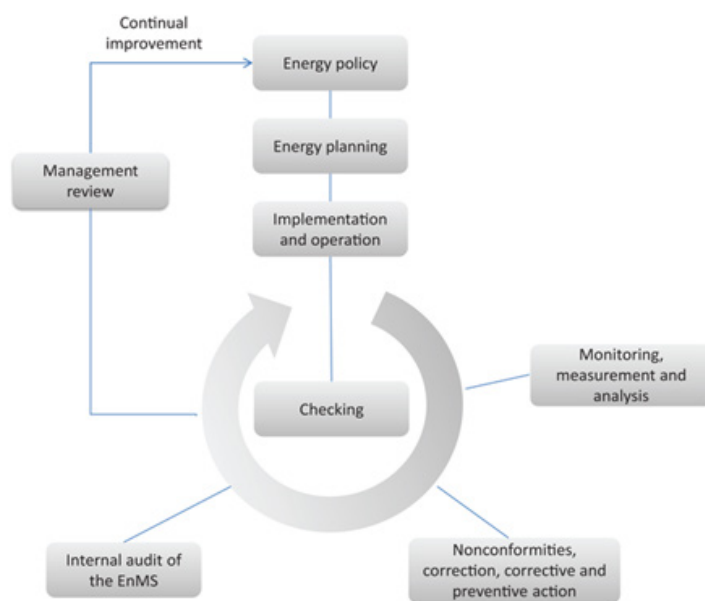 Continual
improvement
Energy policy
Energy planning
Management
review
Implementation
and operation
Monitoring,
measurement and
analysis
Checking
Internal audit of
the EnMS
Nonconformities,
correction, corrective and
preventive action